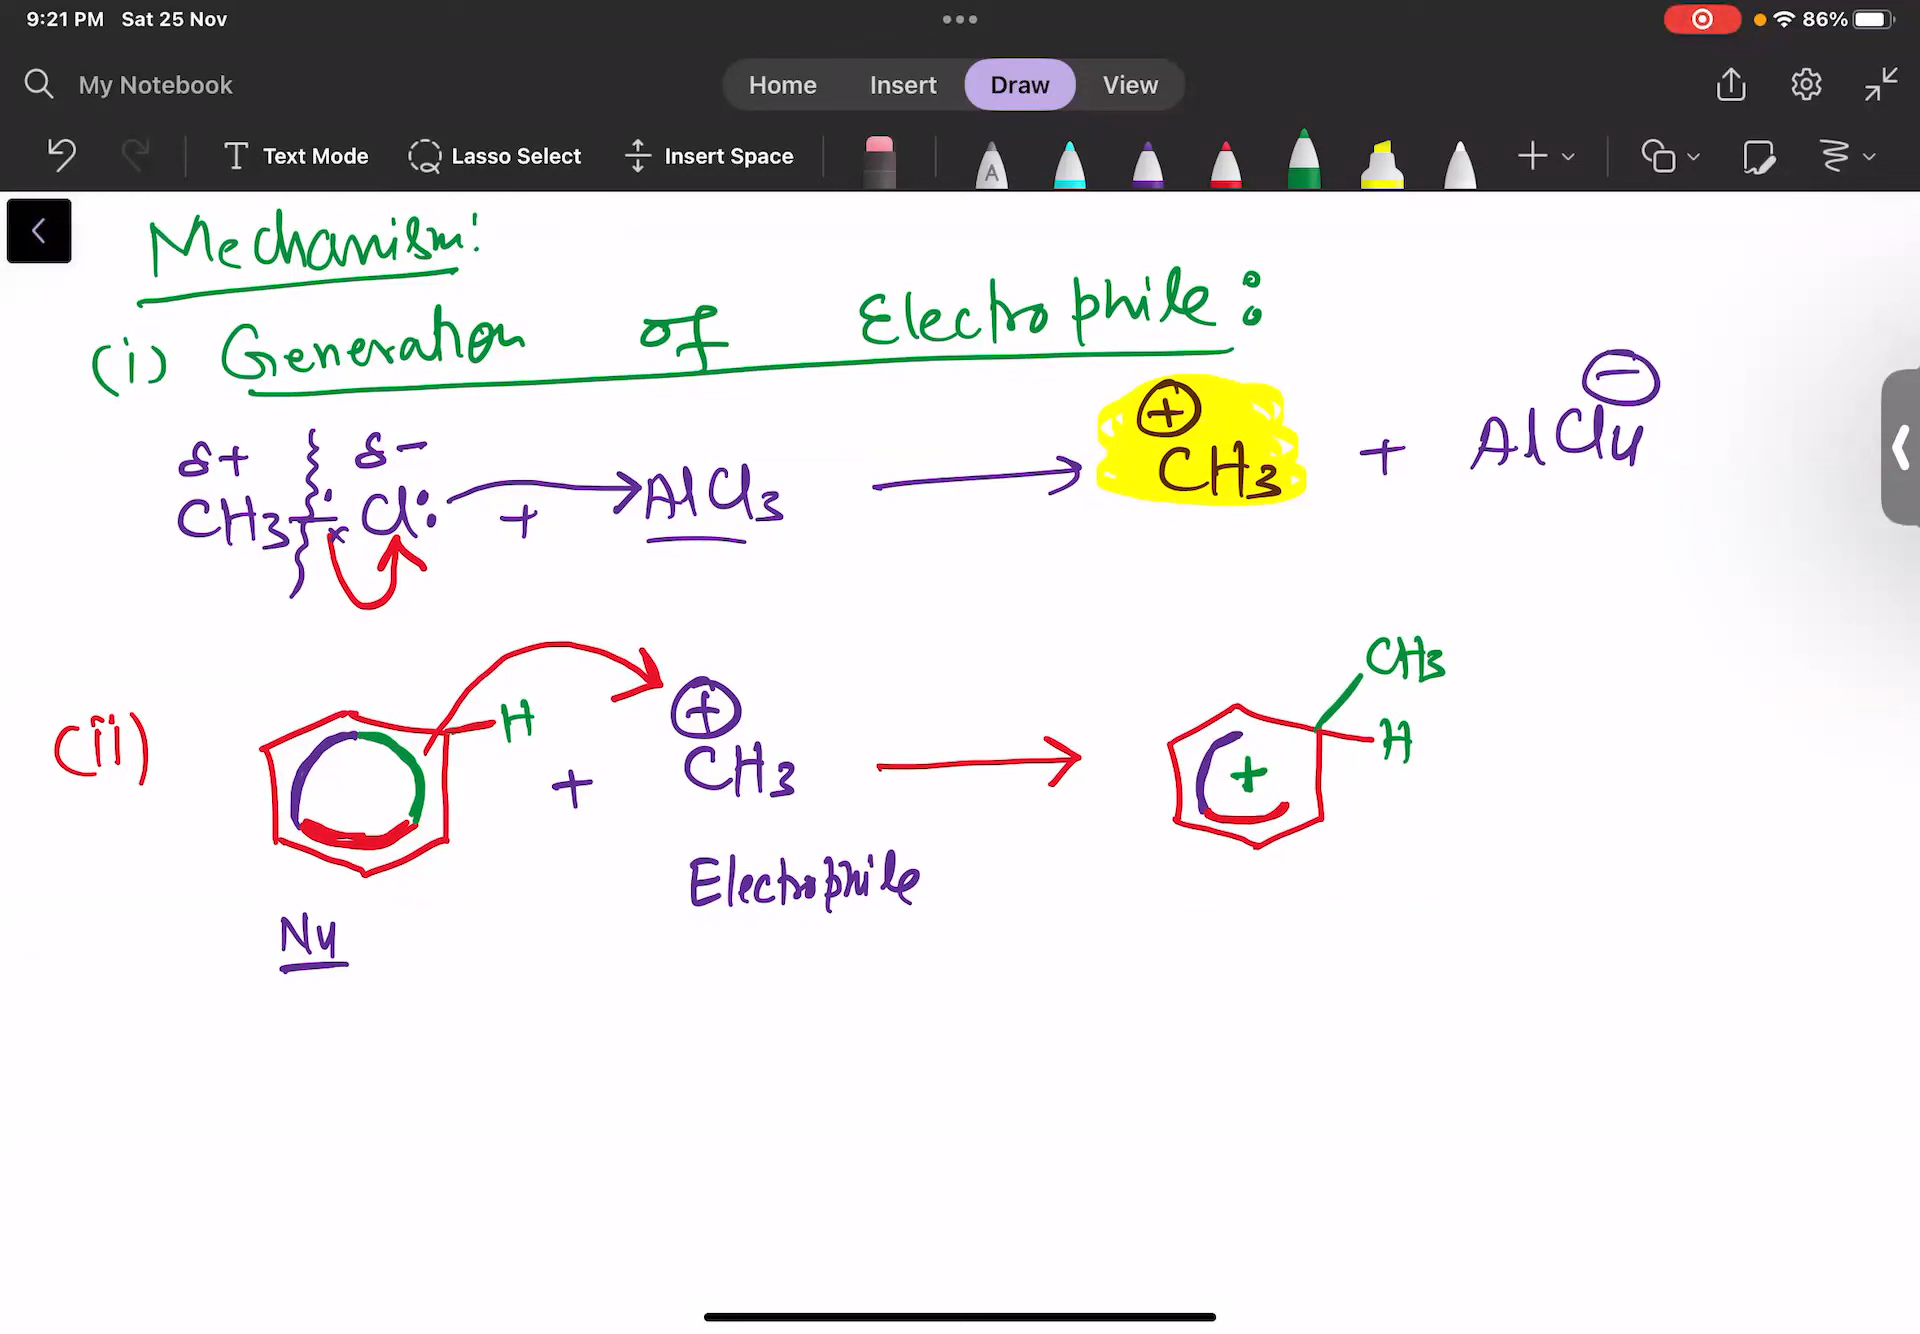 9:21 PM Sat 25 Nov
86%
My Notebook
Home Insert Draw View
Text Mode Lasso Select Insert Space
A
Mechanism:
(i) Generation of Electrophile:
δ+ δ-
CH3 - Cl: + AlCl3 → ⊕CH3 + AlCl4⊖
(ii) H + ⊕CH3 → + CH3 H
Electrophile
Nu